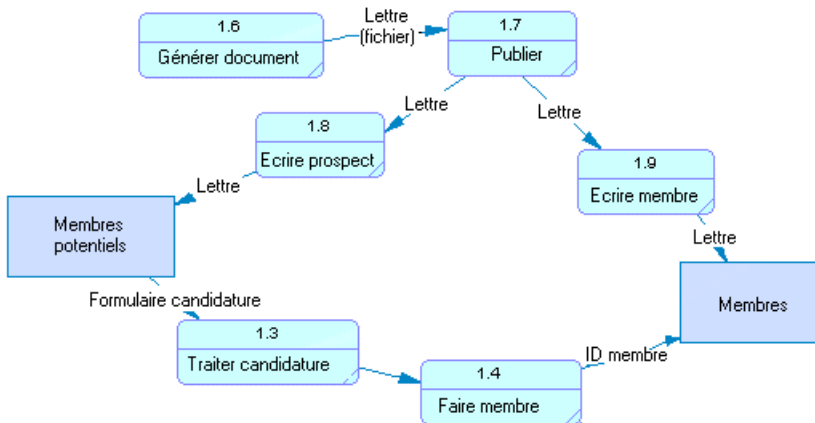 1.6
Générer document
Lettre
(fichier)
1.7
Publier
Lettre
Lettre
1.8
Ecrire prospect
1.9
Ecrire membre
Lettre
Membres
potentiels
Lettre
Formulaire candidature
Membres
1.3
Traiter candidature
ID membre
1.4
Faire membre